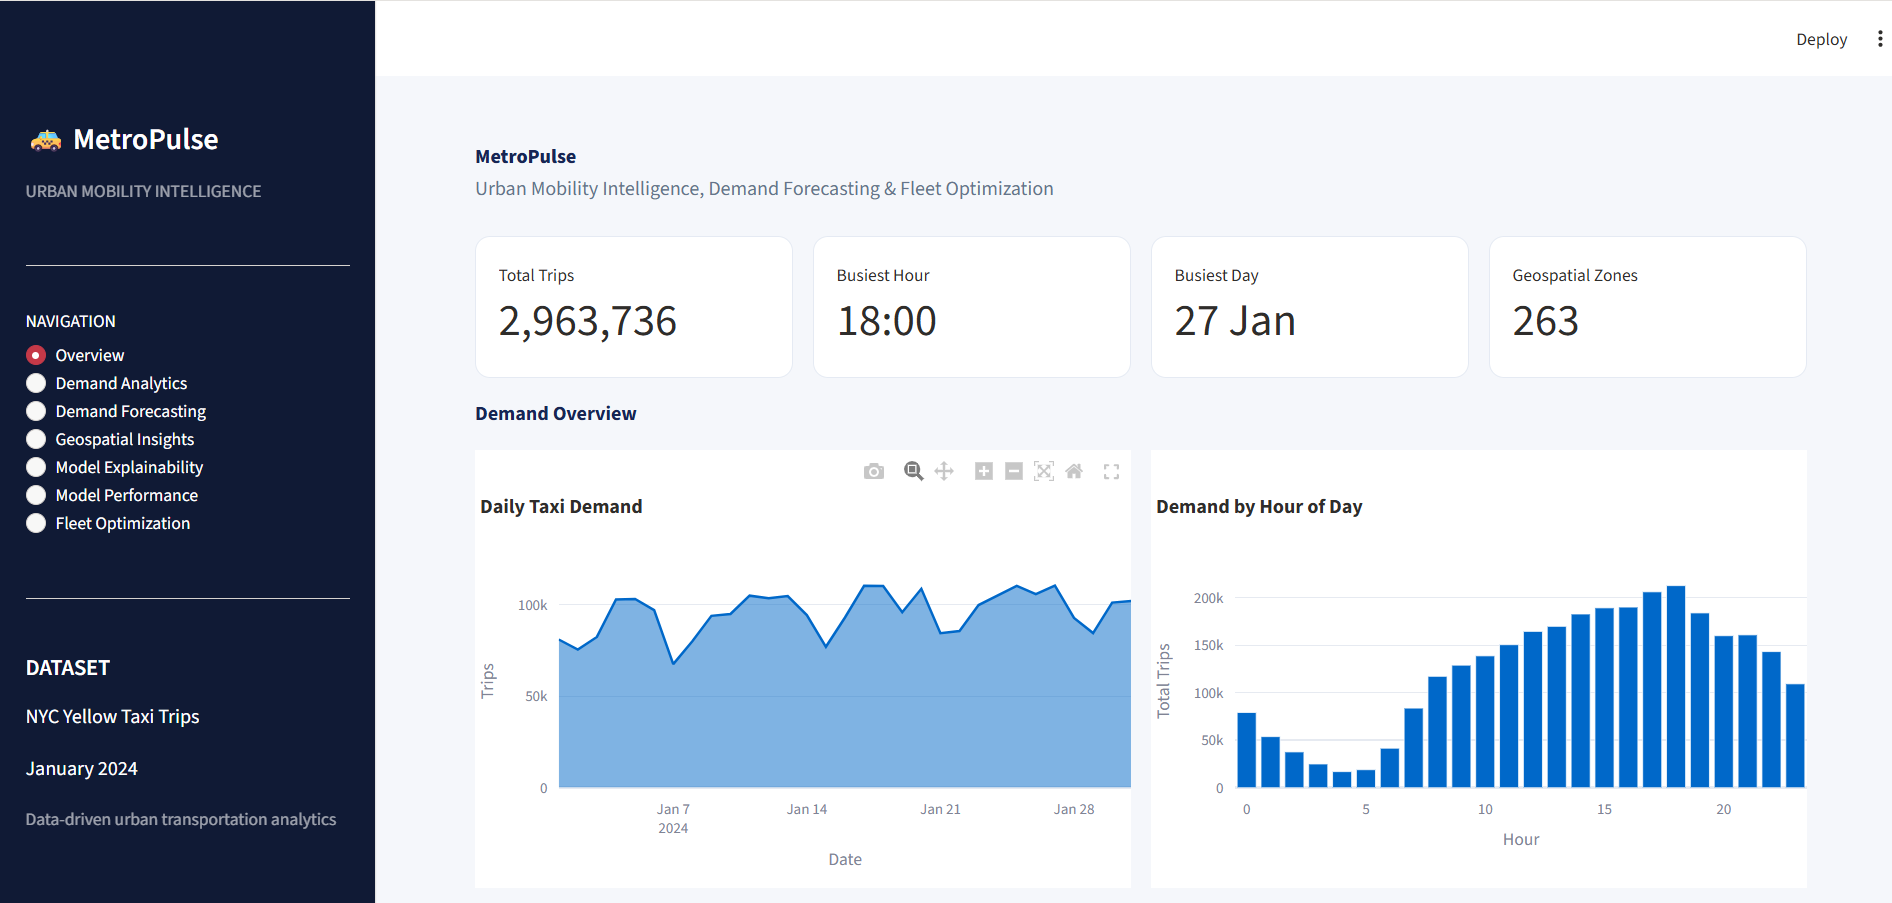 Deploy
MetroPulse
URBAN MOBILITY INTELLIGENCE
NAVIGATION
Overview
Demand Analytics
Demand Forecasting
Geospatial Insights
Model Explainability
Model Performance
Fleet Optimization
DATASET
NYC Yellow Taxi Trips
January 2024
Data-driven urban transportation analytics
MetroPulse
Urban Mobility Intelligence, Demand Forecasting & Fleet Optimization
Total Trips
2,963,736
Busiest Hour
18:00
Busiest Day
27 Jan
Geospatial Zones
263
Demand Overview
Daily Taxi Demand
Trips
100k
50k
0
Jan 7
2024
Jan 14
Jan 21
Jan 28
Date
Demand by Hour of Day
Total Trips
200k
150k
100k
50k
0
0
5
10
15
20
Hour